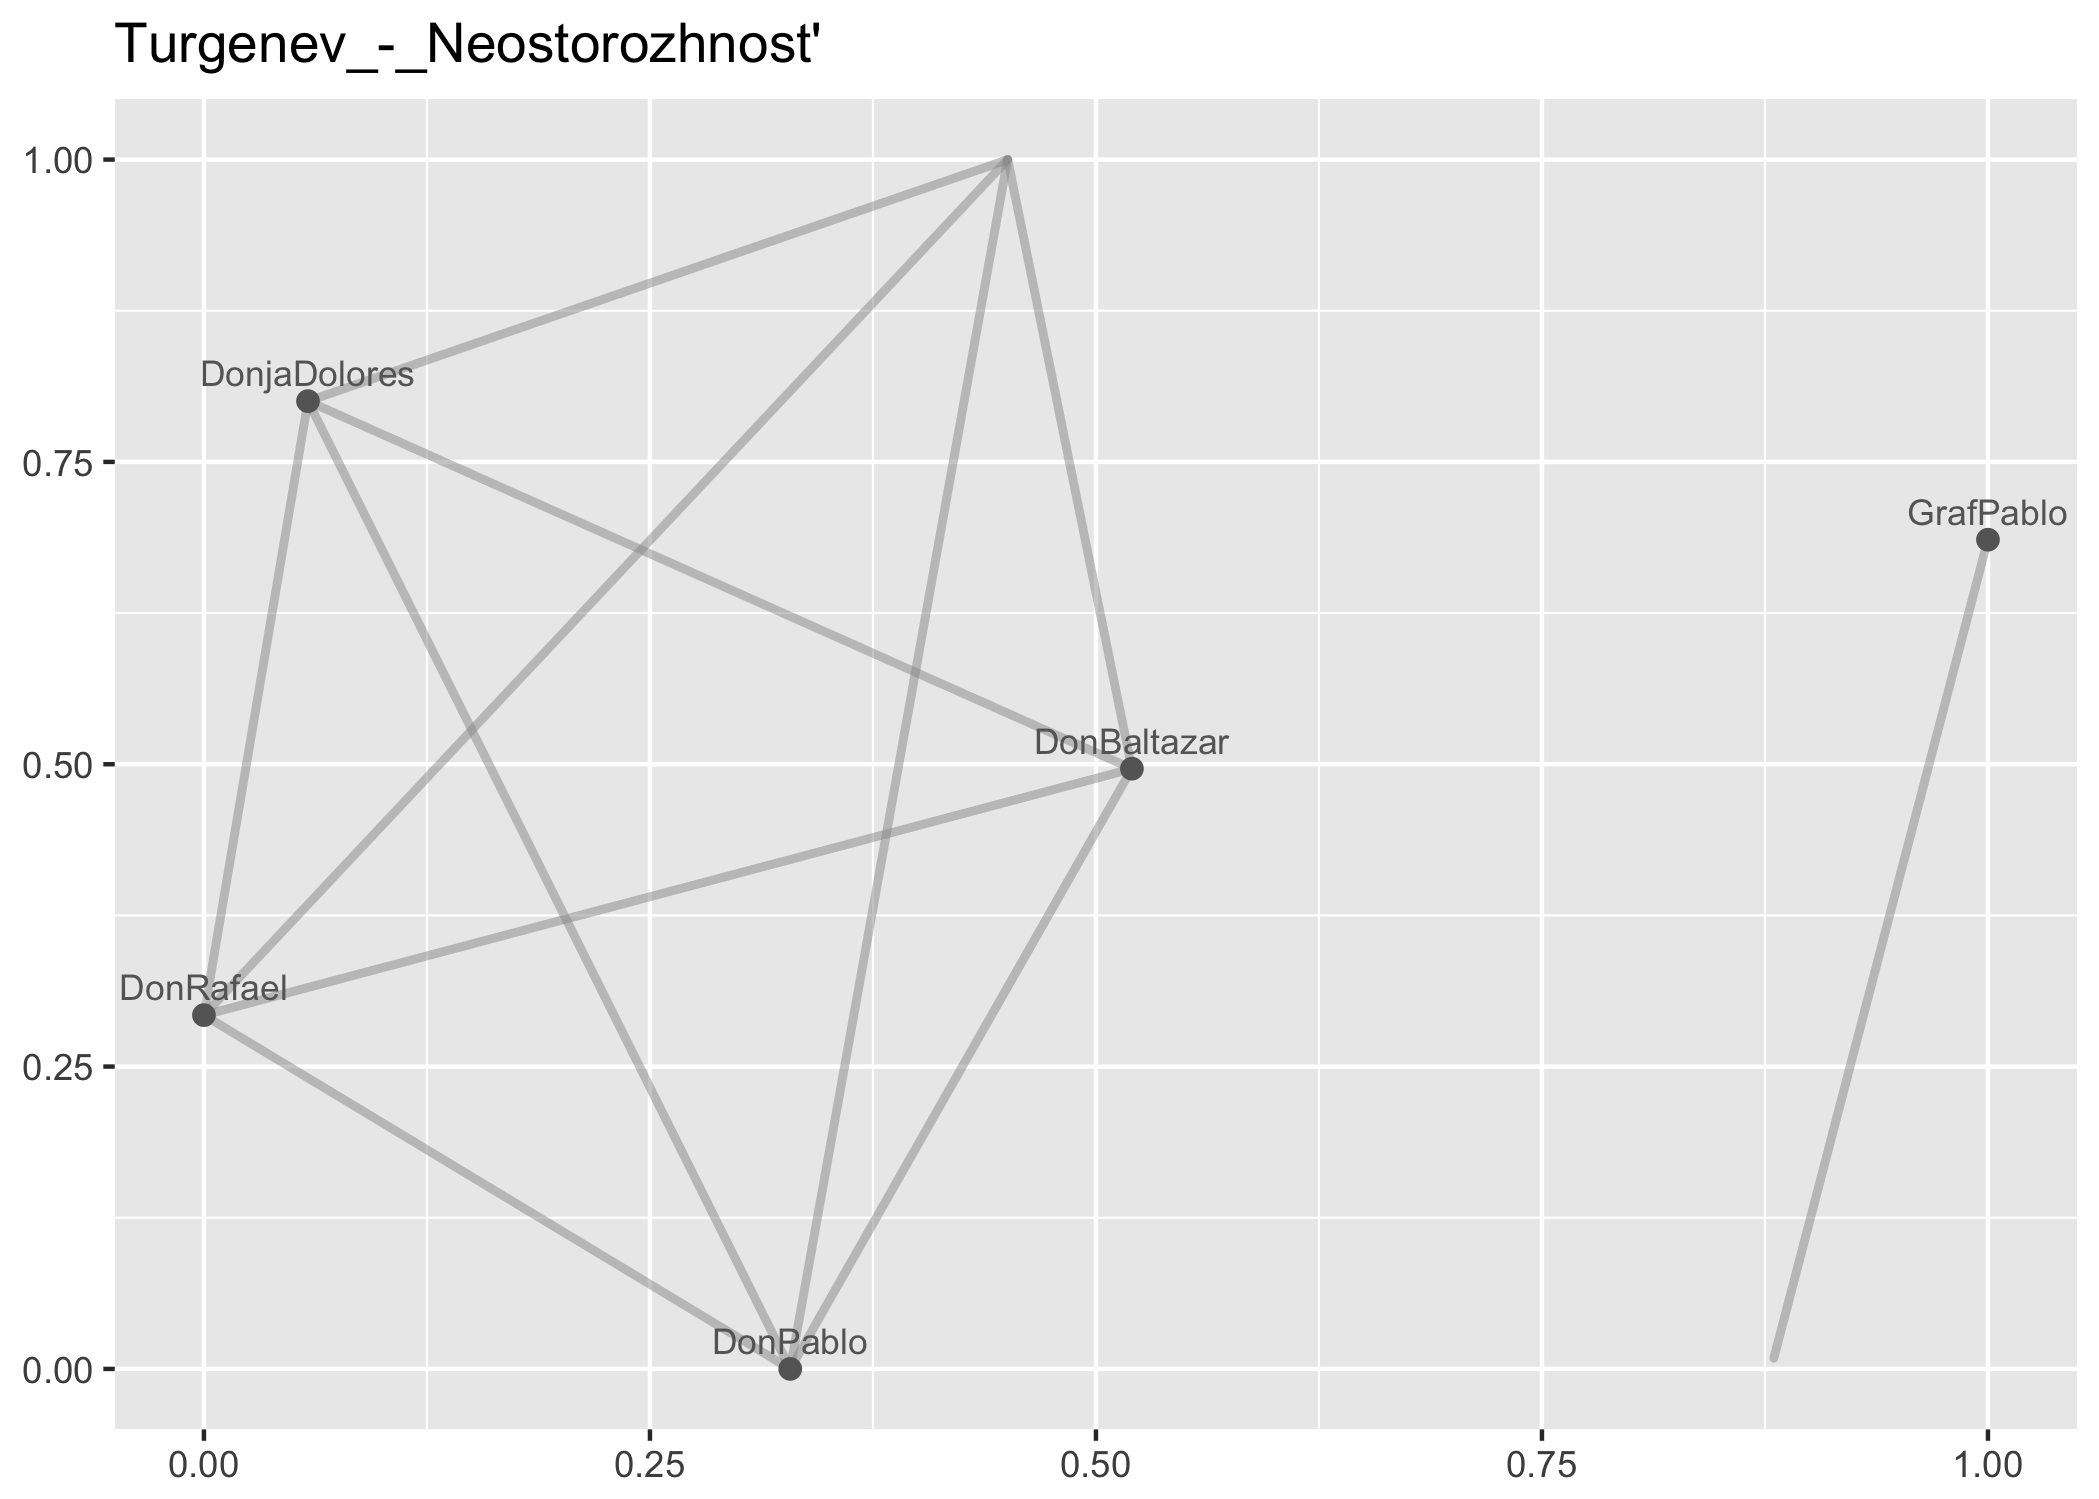 Turgenev_-_Neostorozhnost'
1.00
DonjaDolores
0.75
GrafPablo
DonBaltazar
0.50
DonRafael
0.25
DonPablo
0.00
0.00 0.25 0.50 0.75 1.00